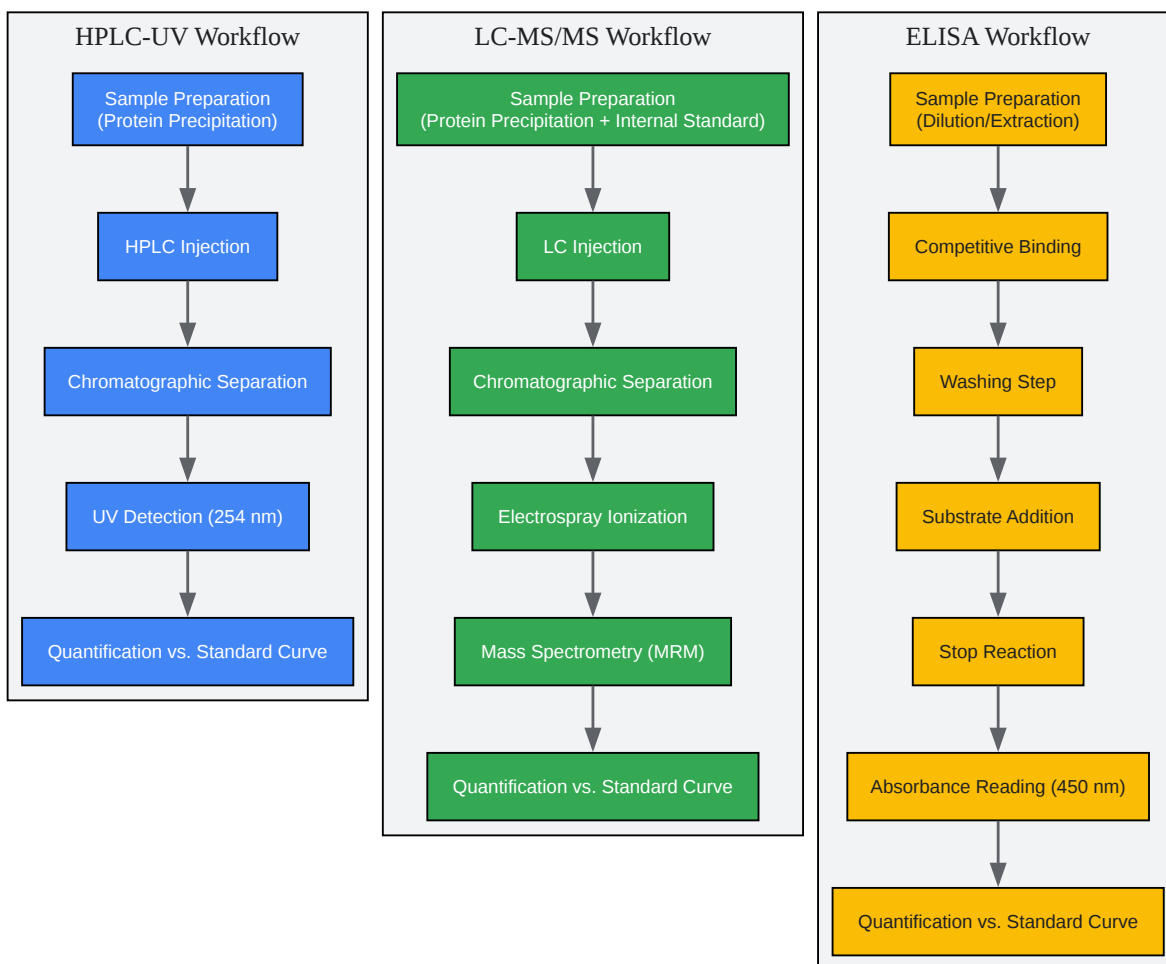 HPLC-UV Workflow
Sample Preparation
(Protein Precipitation)
HPLC Injection
Chromatographic Separation
UV Detection (254 nm)
Quantification vs. Standard Curve
LC-MS/MS Workflow
Sample Preparation
(Protein Precipitation + Internal Standard)
LC Injection
Chromatographic Separation
Electrospray Ionization
Mass Spectrometry (MRM)
Quantification vs. Standard Curve
ELISA Workflow
Sample Preparation
(Dilution/Extraction)
Competitive Binding
Washing Step
Substrate Addition
Stop Reaction
Absorbance Reading (450 nm)
Quantification vs. Standard Curve